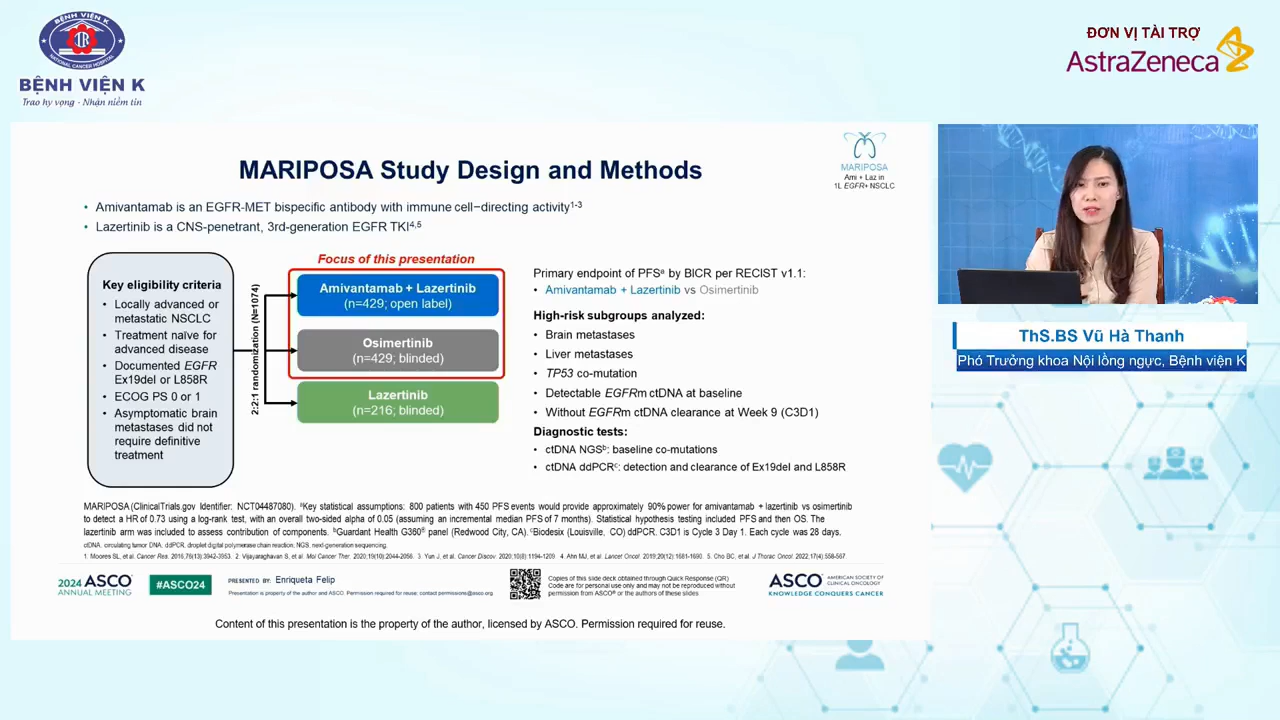 BỆNH VIỆN K
NATIONAL CANCER HOSPITAL
BỆNH VIỆN K
Trao hy vọng - Nhận niềm tin
ĐƠN VỊ TÀI TRỢ
AstraZeneca
MARIPOSA Study Design and Methods
MARIPOSA
Ami + Laz in
1L EGFR+ NSCLC
• Amivantamab is an EGFR-MET bispecific antibody with immune cell–directing activity1-3
• Lazertinib is a CNS-penetrant, 3rd-generation EGFR TKI4,5
Key eligibility criteria
• Locally advanced or
metastatic NSCLC
• Treatment naïve for
advanced disease
• Documented EGFR
Ex19del or L858R
• ECOG PS 0 or 1
• Asymptomatic brain
metastases did not
require definitive
treatment
2:2:1 randomization (N=1074)
Focus of this presentation
Amivantamab + Lazertinib
(n=429; open label)
Osimertinib
(n=429; blinded)
Lazertinib
(n=216; blinded)
Primary endpoint of PFSa by BICR per RECIST v1.1:
• Amivantamab + Lazertinib vs Osimertinib
High-risk subgroups analyzed:
• Brain metastases
• Liver metastases
• TP53 co-mutation
• Detectable EGFRm ctDNA at baseline
• Without EGFRm ctDNA clearance at Week 9 (C3D1)
Diagnostic tests:
• ctDNA NGSb: baseline co-mutations
• ctDNA ddPCRc: detection and clearance of Ex19del and L858R
MARIPOSA (ClinicalTrials.gov Identifier: NCT04487080). aKey statistical assumptions: 800 patients with 450 PFS events would provide approximately 90% power for amivantamab + lazertinib vs osimertinib
to detect a HR of 0.73 using a log-rank test, with an overall two-sided alpha of 0.05 (assuming an incremental median PFS of 7 months). Statistical hypothesis testing included PFS and then OS. The
lazertinib arm was included to assess contribution of components. bGuardant Health G360® panel (Redwood City, CA). cBiodesix (Louisville, CO) ddPCR. C3D1 is Cycle 3 Day 1. Each cycle was 28 days.
ctDNA, circulating tumor DNA; ddPCR, droplet digital polymerase chain reaction; NGS, next-generation sequencing.
1. Moores SL, et al. Cancer Res. 2016;76(13):3942-3953. 2. Vijayaraghavan S, et al. Mol Cancer Ther. 2020;19(10):2044-2056. 3. Yun J, et al. Cancer Discov. 2020;10(8):1194-1209. 4. Ahn MJ, et al. Lancet Oncol. 2019;20(12):1681-1690. 5. Cho BC, et al. J Thorac Oncol. 2022;17(4):558-567.
2024 ASCO
ANNUAL MEETING
#ASCO24
PRESENTED BY: Enriqueta Felip
Presentation is property of the author and ASCO. Permission required for reuse; contact permissions@asco.org
Copies of this slide deck obtained through Quick Response (QR)
Code are for personal use only and may not be reproduced without
permission from ASCO® or the authors of these slides
ASCO AMERICAN SOCIETY OF
CLINICAL ONCOLOGY
KNOWLEDGE CONQUERS CANCER
Content of this presentation is the property of the author, licensed by ASCO. Permission required for reuse.
ThS.BS Vũ Hà Thanh
Phó Trưởng khoa Nội lồng ngực, Bệnh viện K